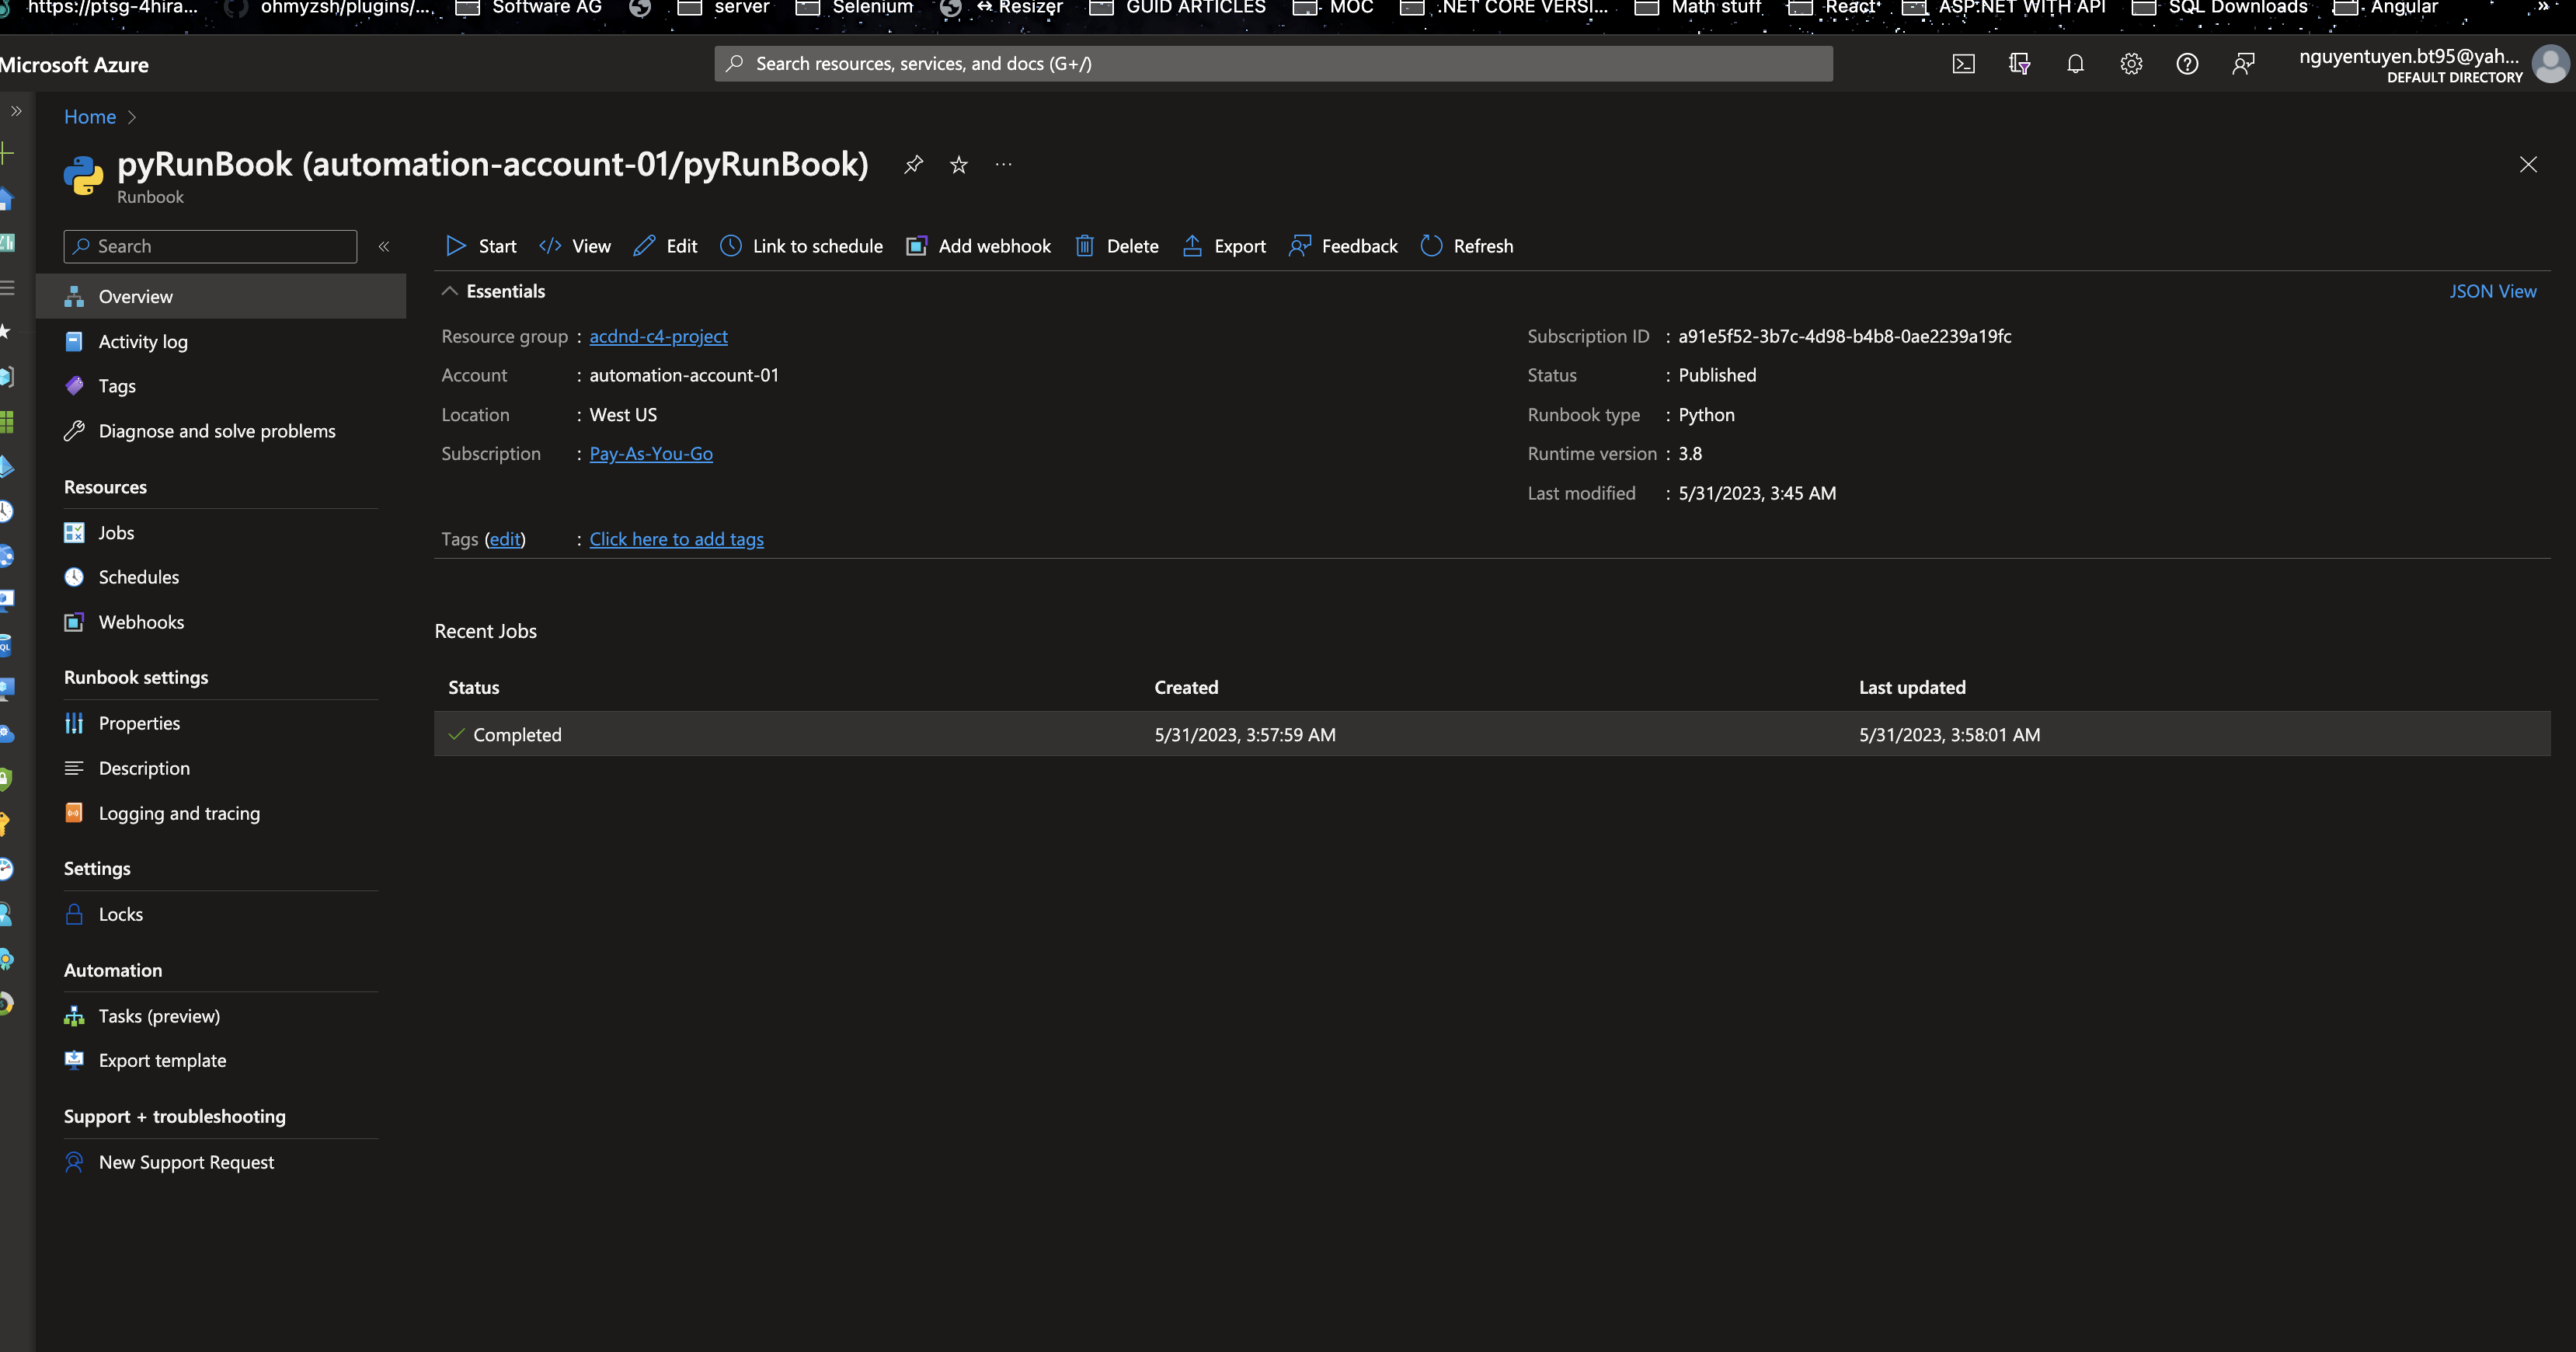 https://ptsg-4hira... ohmyzsh/plugins/... Software AG server Selenium ↔ Resizer GUID ARTICLES MOC .NET CORE VERSI... Math stuff React ASP.NET WITH API SQL Downloads Angular »
Microsoft Azure
Search resources, services, and docs (G+/)
nguyentuyen.bt95@yah...
DEFAULT DIRECTORY
Home >
pyRunBook (automation-account-01/pyRunBook) ...
Runbook
Search
Start View Edit Link to schedule Add webhook Delete Export Feedback Refresh
Overview
Activity log
Tags
Diagnose and solve problems
Resources
Jobs
Schedules
Webhooks
Runbook settings
Properties
Description
Logging and tracing
Settings
Locks
Automation
Tasks (preview)
Export template
Support + troubleshooting
New Support Request
Essentials
JSON View
Resource group : acdnd-c4-project
Account : automation-account-01
Location : West US
Subscription : Pay-As-You-Go
Subscription ID : a91e5f52-3b7c-4d98-b4b8-0ae2239a19fc
Status : Published
Runbook type : Python
Runtime version : 3.8
Last modified : 5/31/2023, 3:45 AM
Tags (edit) : Click here to add tags
Recent Jobs
Status Created Last updated
Completed 5/31/2023, 3:57:59 AM 5/31/2023, 3:58:01 AM